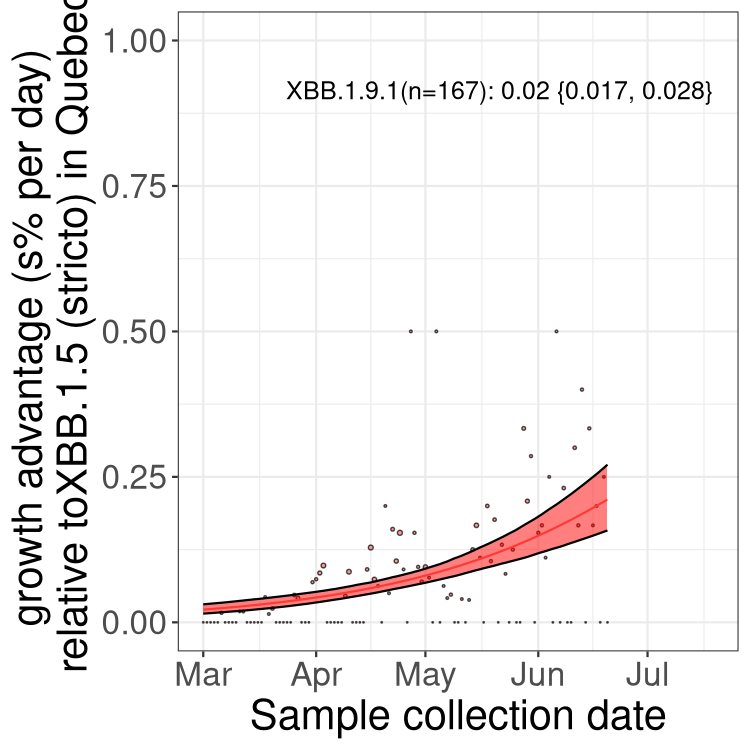 growth advantage (s% per day)
relative toXBB.1.5 (stricto) in Quebec
1.00
0.75
0.50
0.25
0.00
XBB.1.9.1(n=167): 0.02 {0.017, 0.028}
Mar Apr May Jun Jul
Sample collection date